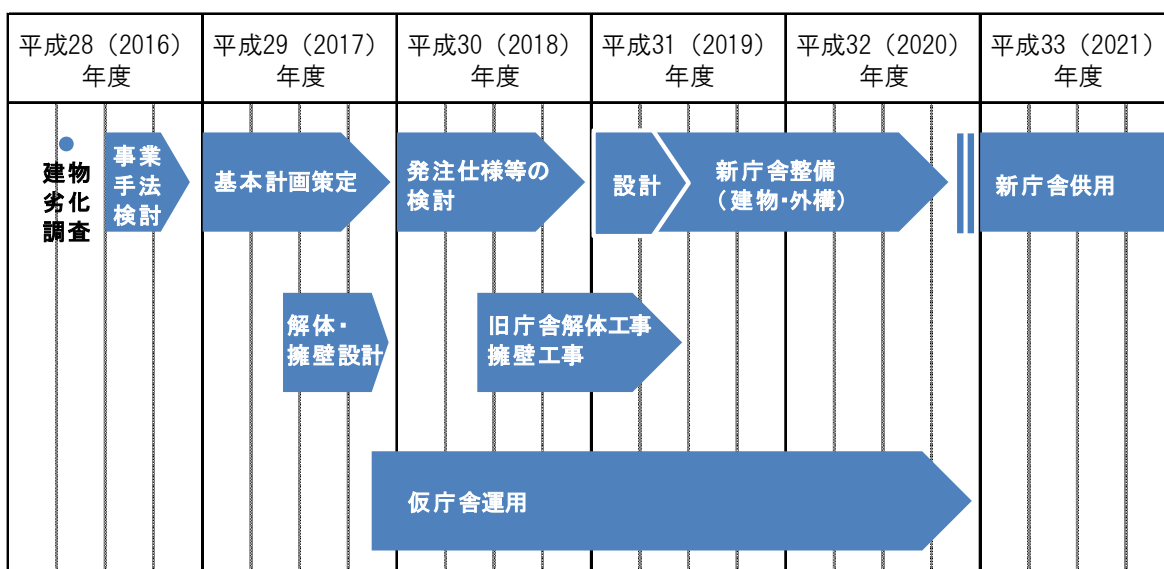 平成28（2016）
年度
平成29（2017）
年度
平成30（2018）
年度
平成31（2019）
年度
平成32（2020）
年度
平成33（2021）
年度
建物
劣化
調査
事業
手法
検討
基本計画策定
発注仕様等の
検討
設計
新庁舎整備
（建物・外構）
新庁舎供用
解体・
擁壁設計
旧庁舎解体工事
擁壁工事
仮庁舎運用